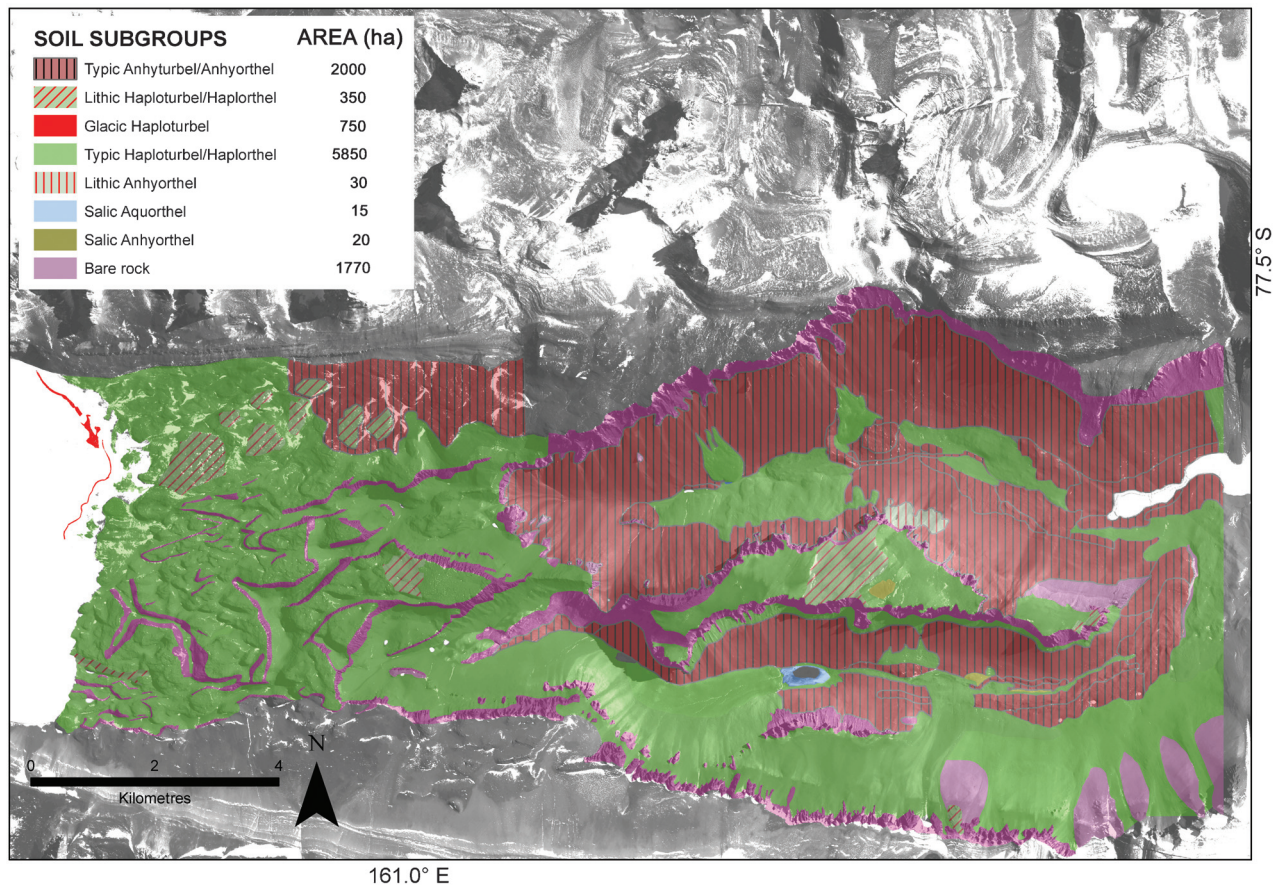 SOIL SUBGROUPS AREA (ha)
Typic Anhyturbel/Anhyorthel 2000
Lithic Haploturbel/Haplorthel 350
Glacic Haploturbel 750
Typic Haploturbel/Haplorthel 5850
Lithic Anhyorthel 30
Salic Aquorthel 15
Salic Anhyorthel 20
Bare rock 1770
77.5° S
N
0 2 4
Kilometres
161.0° E